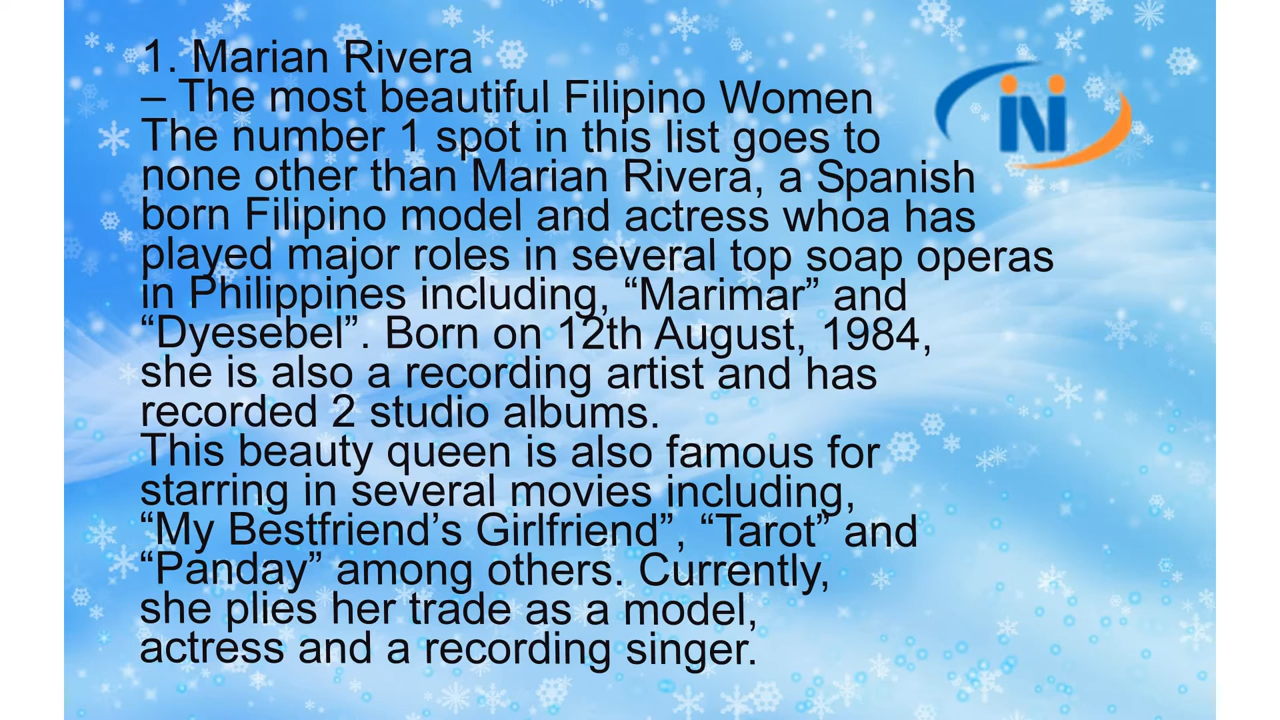 1. Marian Rivera
– The most beautiful Filipino Women
The number 1 spot in this list goes to
none other than Marian Rivera, a Spanish
born Filipino model and actress whoa has
played major roles in several top soap operas
in Philippines including, “Marimar” and
“Dyesebel”. Born on 12th August, 1984,
she is also a recording artist and has
recorded 2 studio albums.
This beauty queen is also famous for
starring in several movies including,
“My Bestfriend’s Girlfriend”, “Tarot” and
“Panday” among others. Currently,
she plies her trade as a model,
actress and a recording singer.
iNi